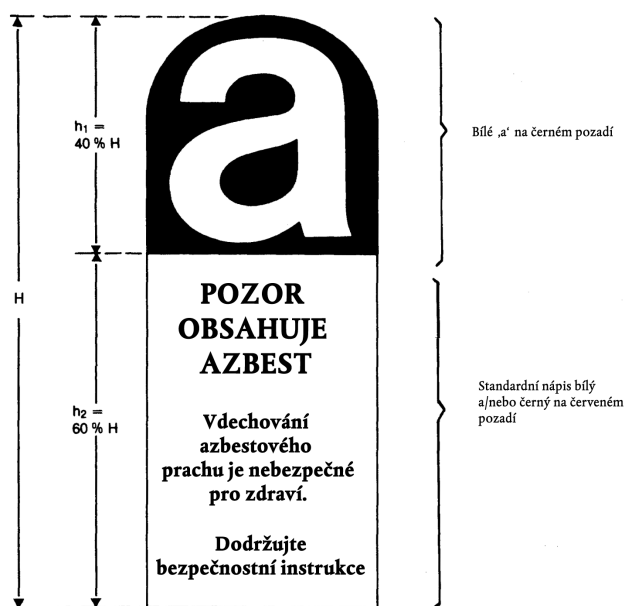 a
h₁ =
40 % H
Bílé ‚a‘ na černém pozadí
H
POZOR
OBSAHUJE
AZBEST
h₂ =
60 % H
Vdechování
azbestového
prachu je nebezpečné
pro zdraví.
Dodržujte
bezpečnostní instrukce
Standardní nápis bílý
a/nebo černý na červeném
pozadí